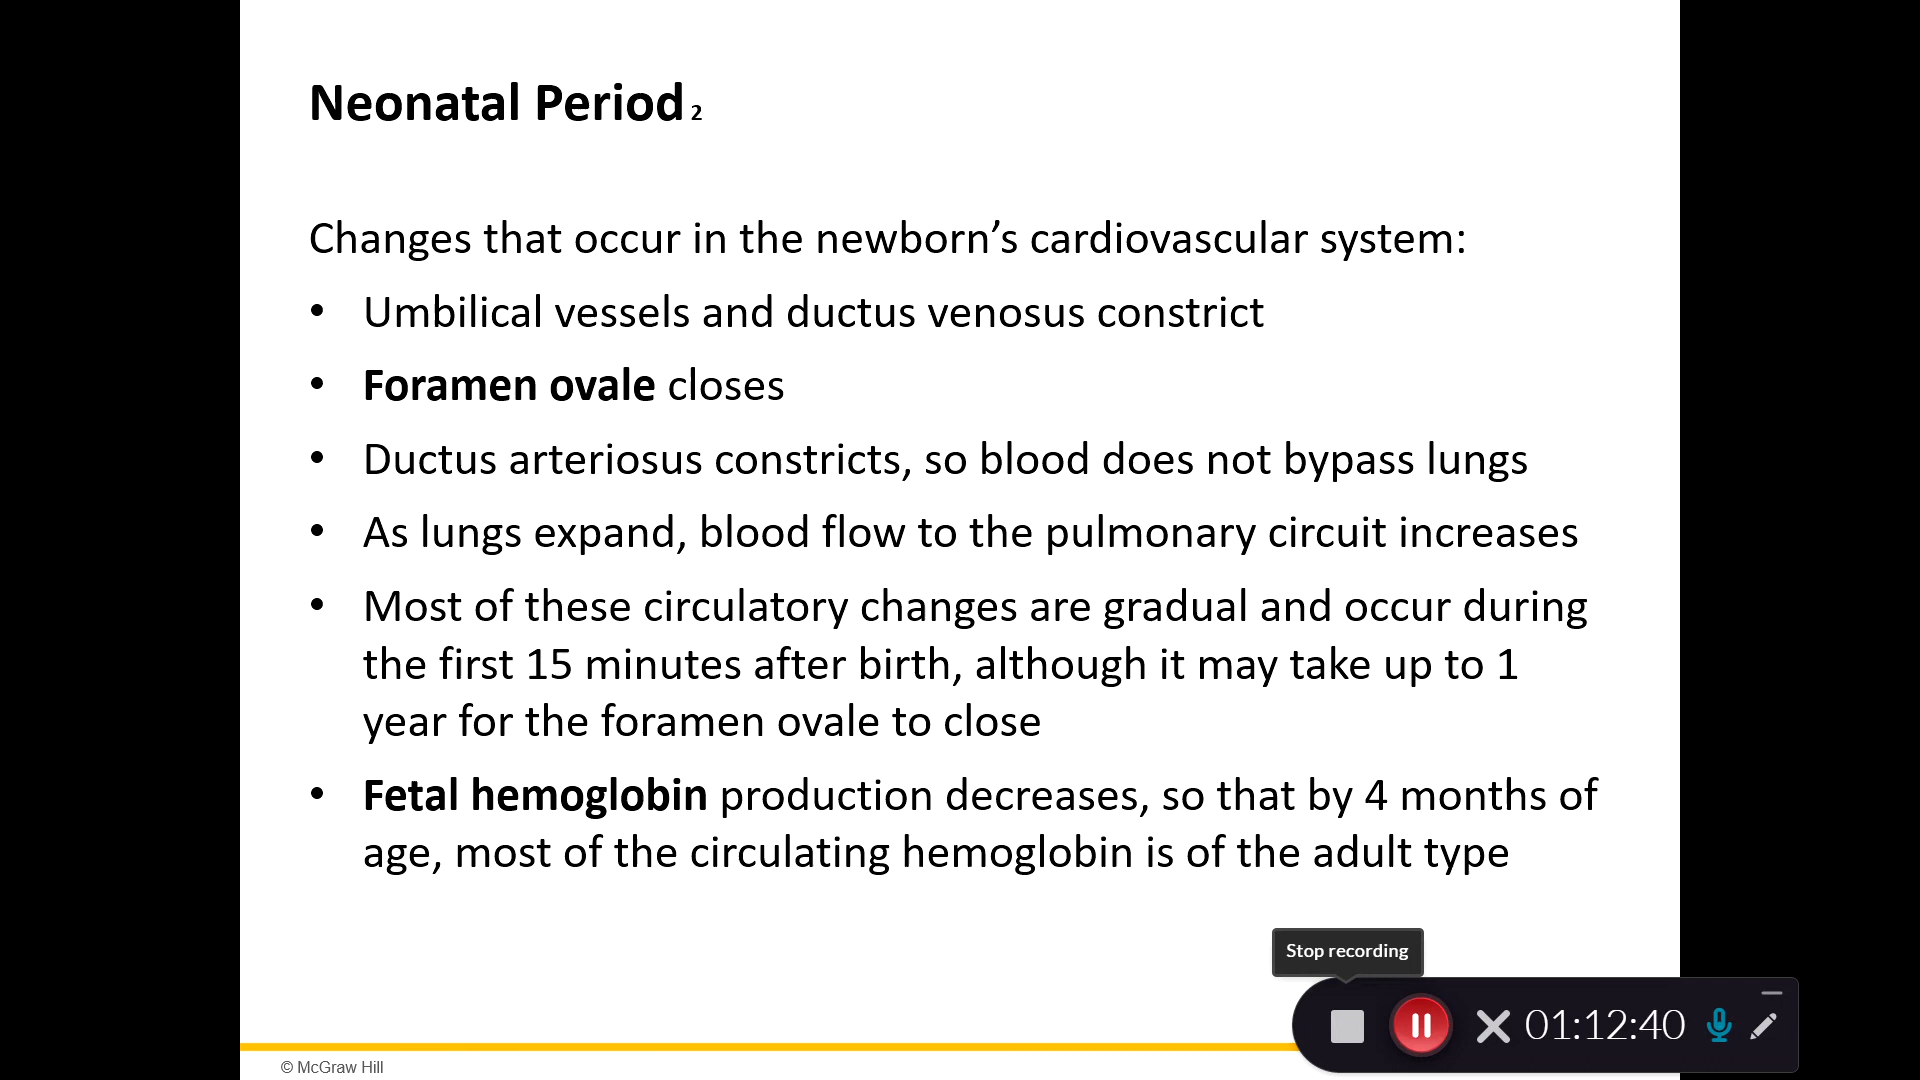 Neonatal Period 2
Changes that occur in the newborn’s cardiovascular system:
• Umbilical vessels and ductus venosus constrict
• Foramen ovale closes
• Ductus arteriosus constricts, so blood does not bypass lungs
• As lungs expand, blood flow to the pulmonary circuit increases
• Most of these circulatory changes are gradual and occur during
the first 15 minutes after birth, although it may take up to 1
year for the foramen ovale to close
• Fetal hemoglobin production decreases, so that by 4 months of
age, most of the circulating hemoglobin is of the adult type
Stop recording
01:12:40
© McGraw Hill